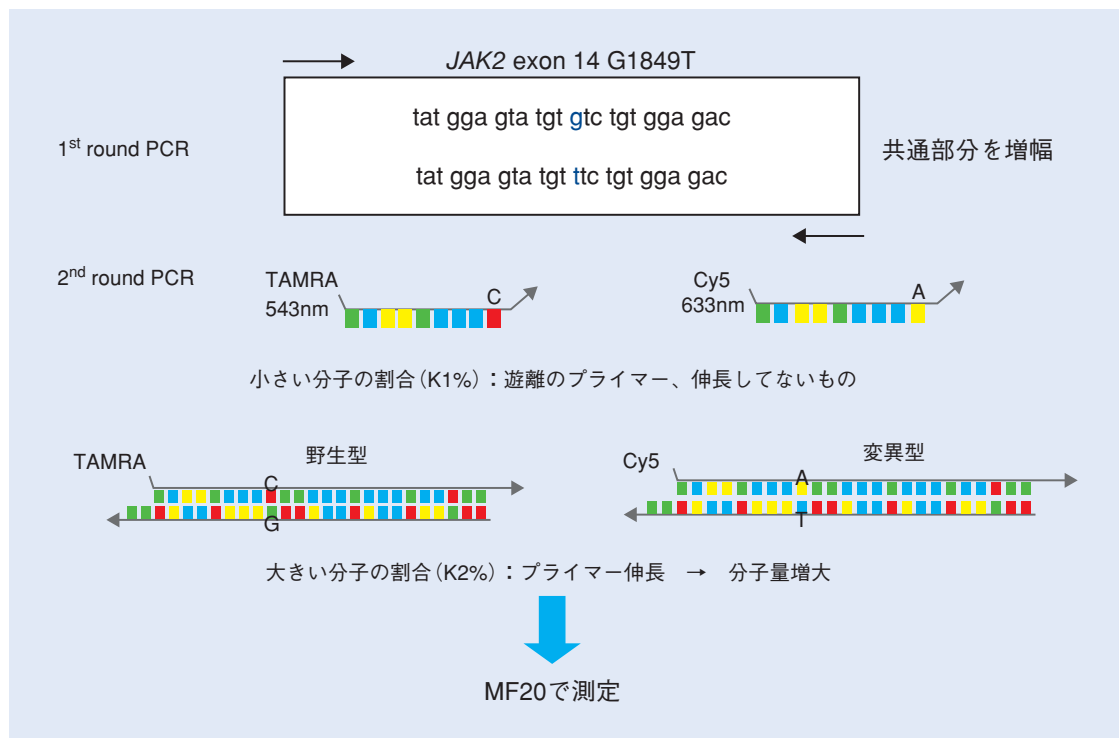 JAK2 exon 14 G1849T
tat gga gta tgt gtc tgt gga gac
1st round PCR
共通部分を増幅
tat gga gta tgt ttc tgt gga gac
2nd round PCR
TAMRA
543nm
C
Cy5
633nm
A
小さい分子の割合(K1%):遊離のプライマー、伸長してないもの
TAMRA
野生型
C
G
Cy5
変異型
A
T
大きい分子の割合(K2%):プライマー伸長 → 分子量増大
MF20で測定